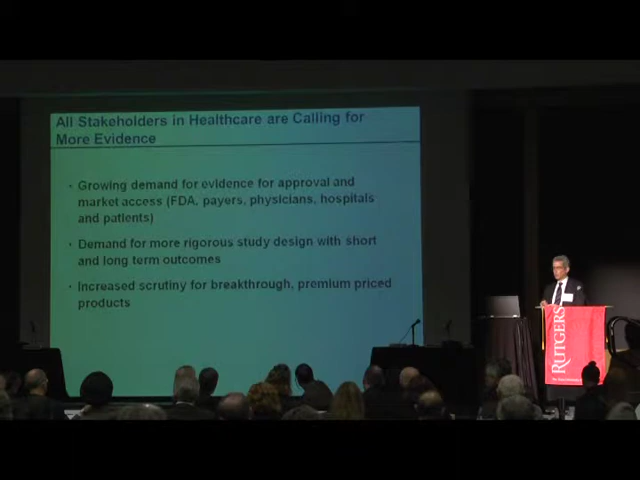 All Stakeholders in Healthcare are Calling for
More Evidence
• Growing demand for evidence for approval and
market access (FDA, payers, physicians, hospitals
and patients)
• Demand for more rigorous study design with short
and long term outcomes
• Increased scrutiny for breakthrough, premium priced
products
RUTGERS